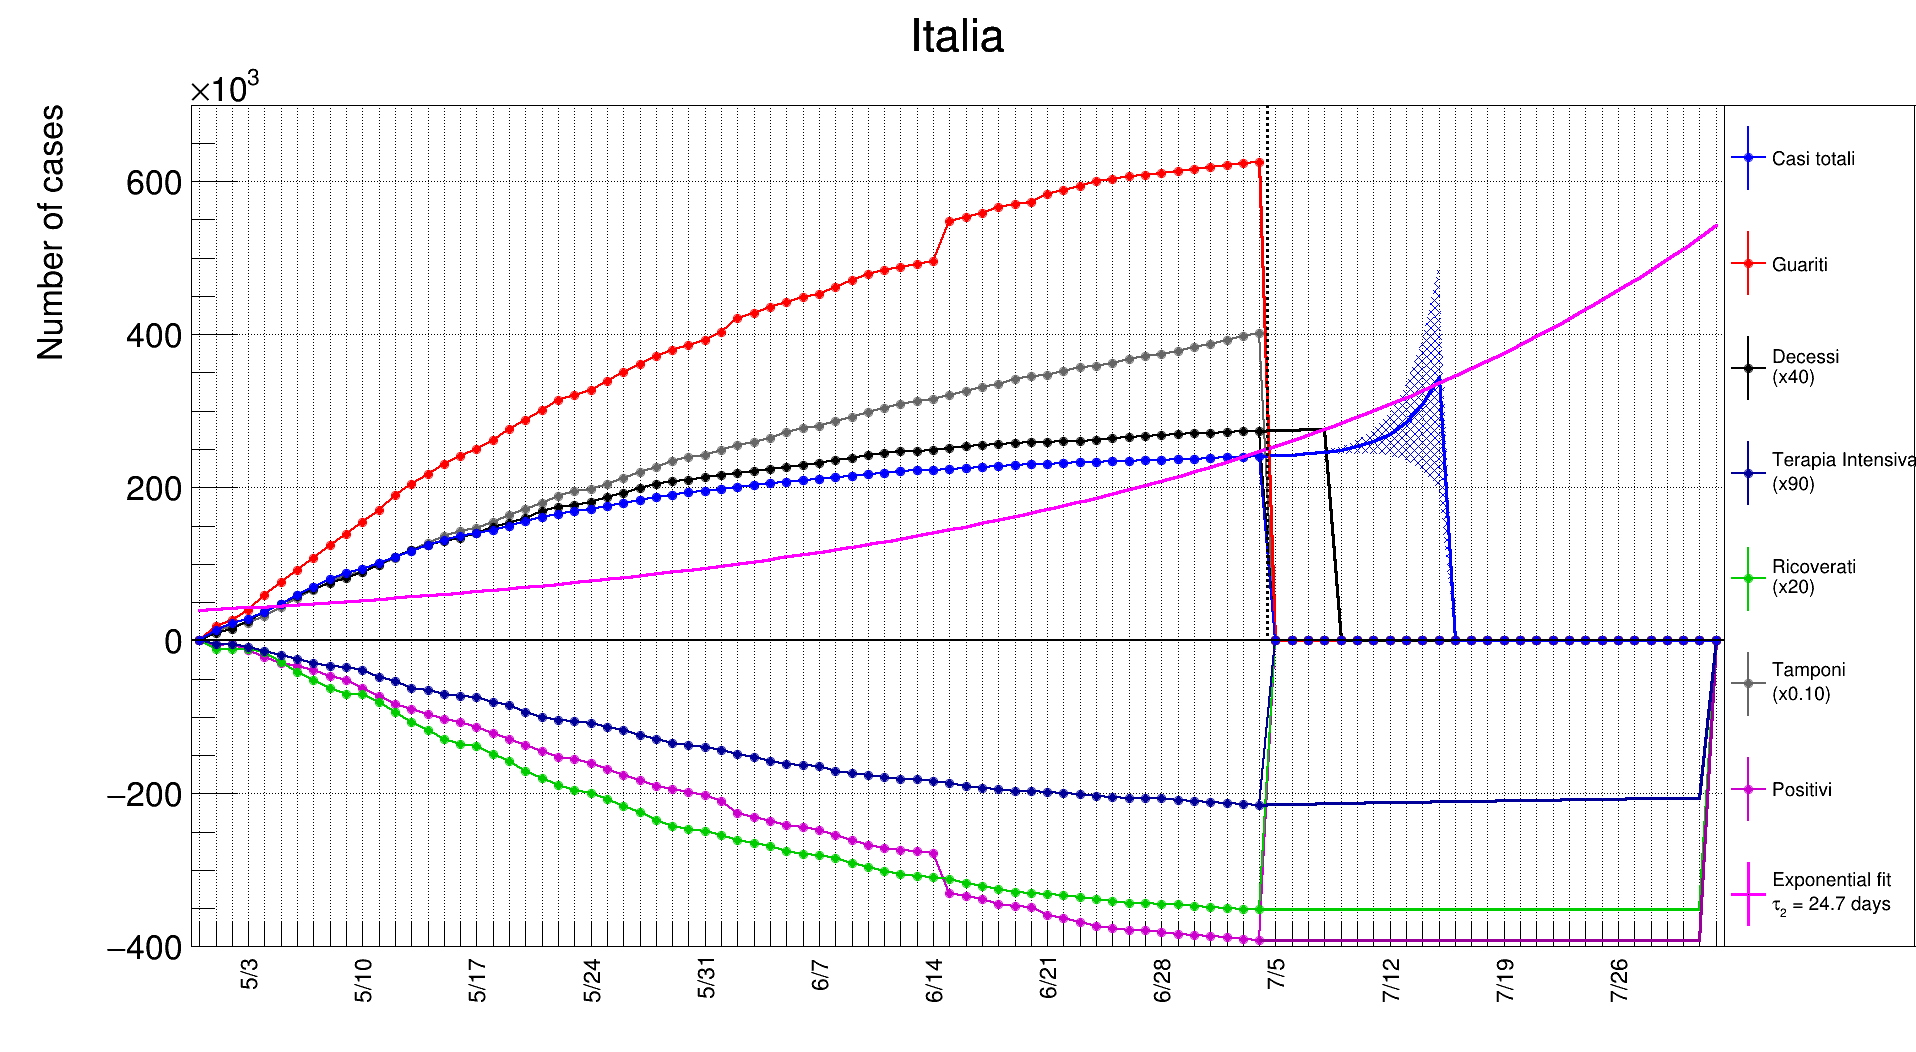 Italia
×10³
Number of cases
600
400
200
0
−200
−400
5/3
5/10
5/17
5/24
5/31
6/7
6/14
6/21
6/28
7/5
7/12
7/19
7/26
Casi totali
Guariti
Decessi
(x40)
Terapia Intensiva
(x90)
Ricoverati
(x20)
Tamponi
(x0.10)
Positivi
Exponential fit
τ₂ = 24.7 days